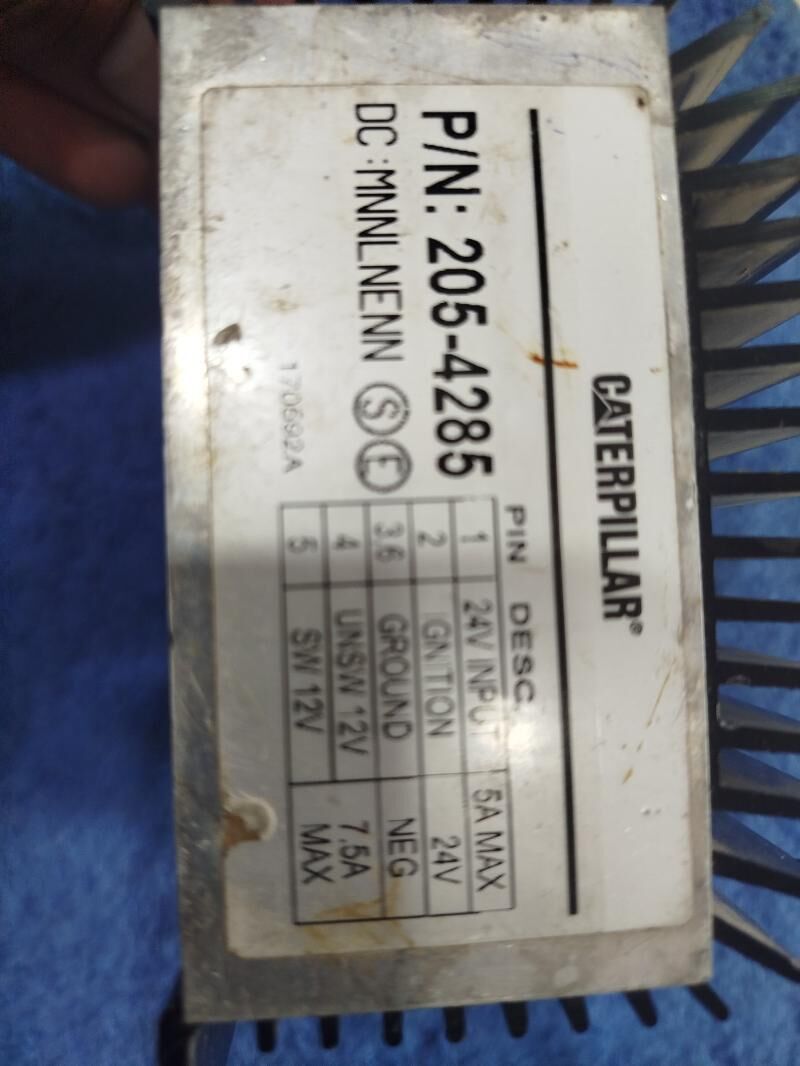 CATERPILLAR®
P/N: 205-4285
DC :MNNLNENN S E
170692A
PIN DESC.
1 24V INPUT 5A MAX
2 IGNITION 24V
3,6 GROUND NEG
4 UNSW 12V 7.5A
5 SW 12V MAX